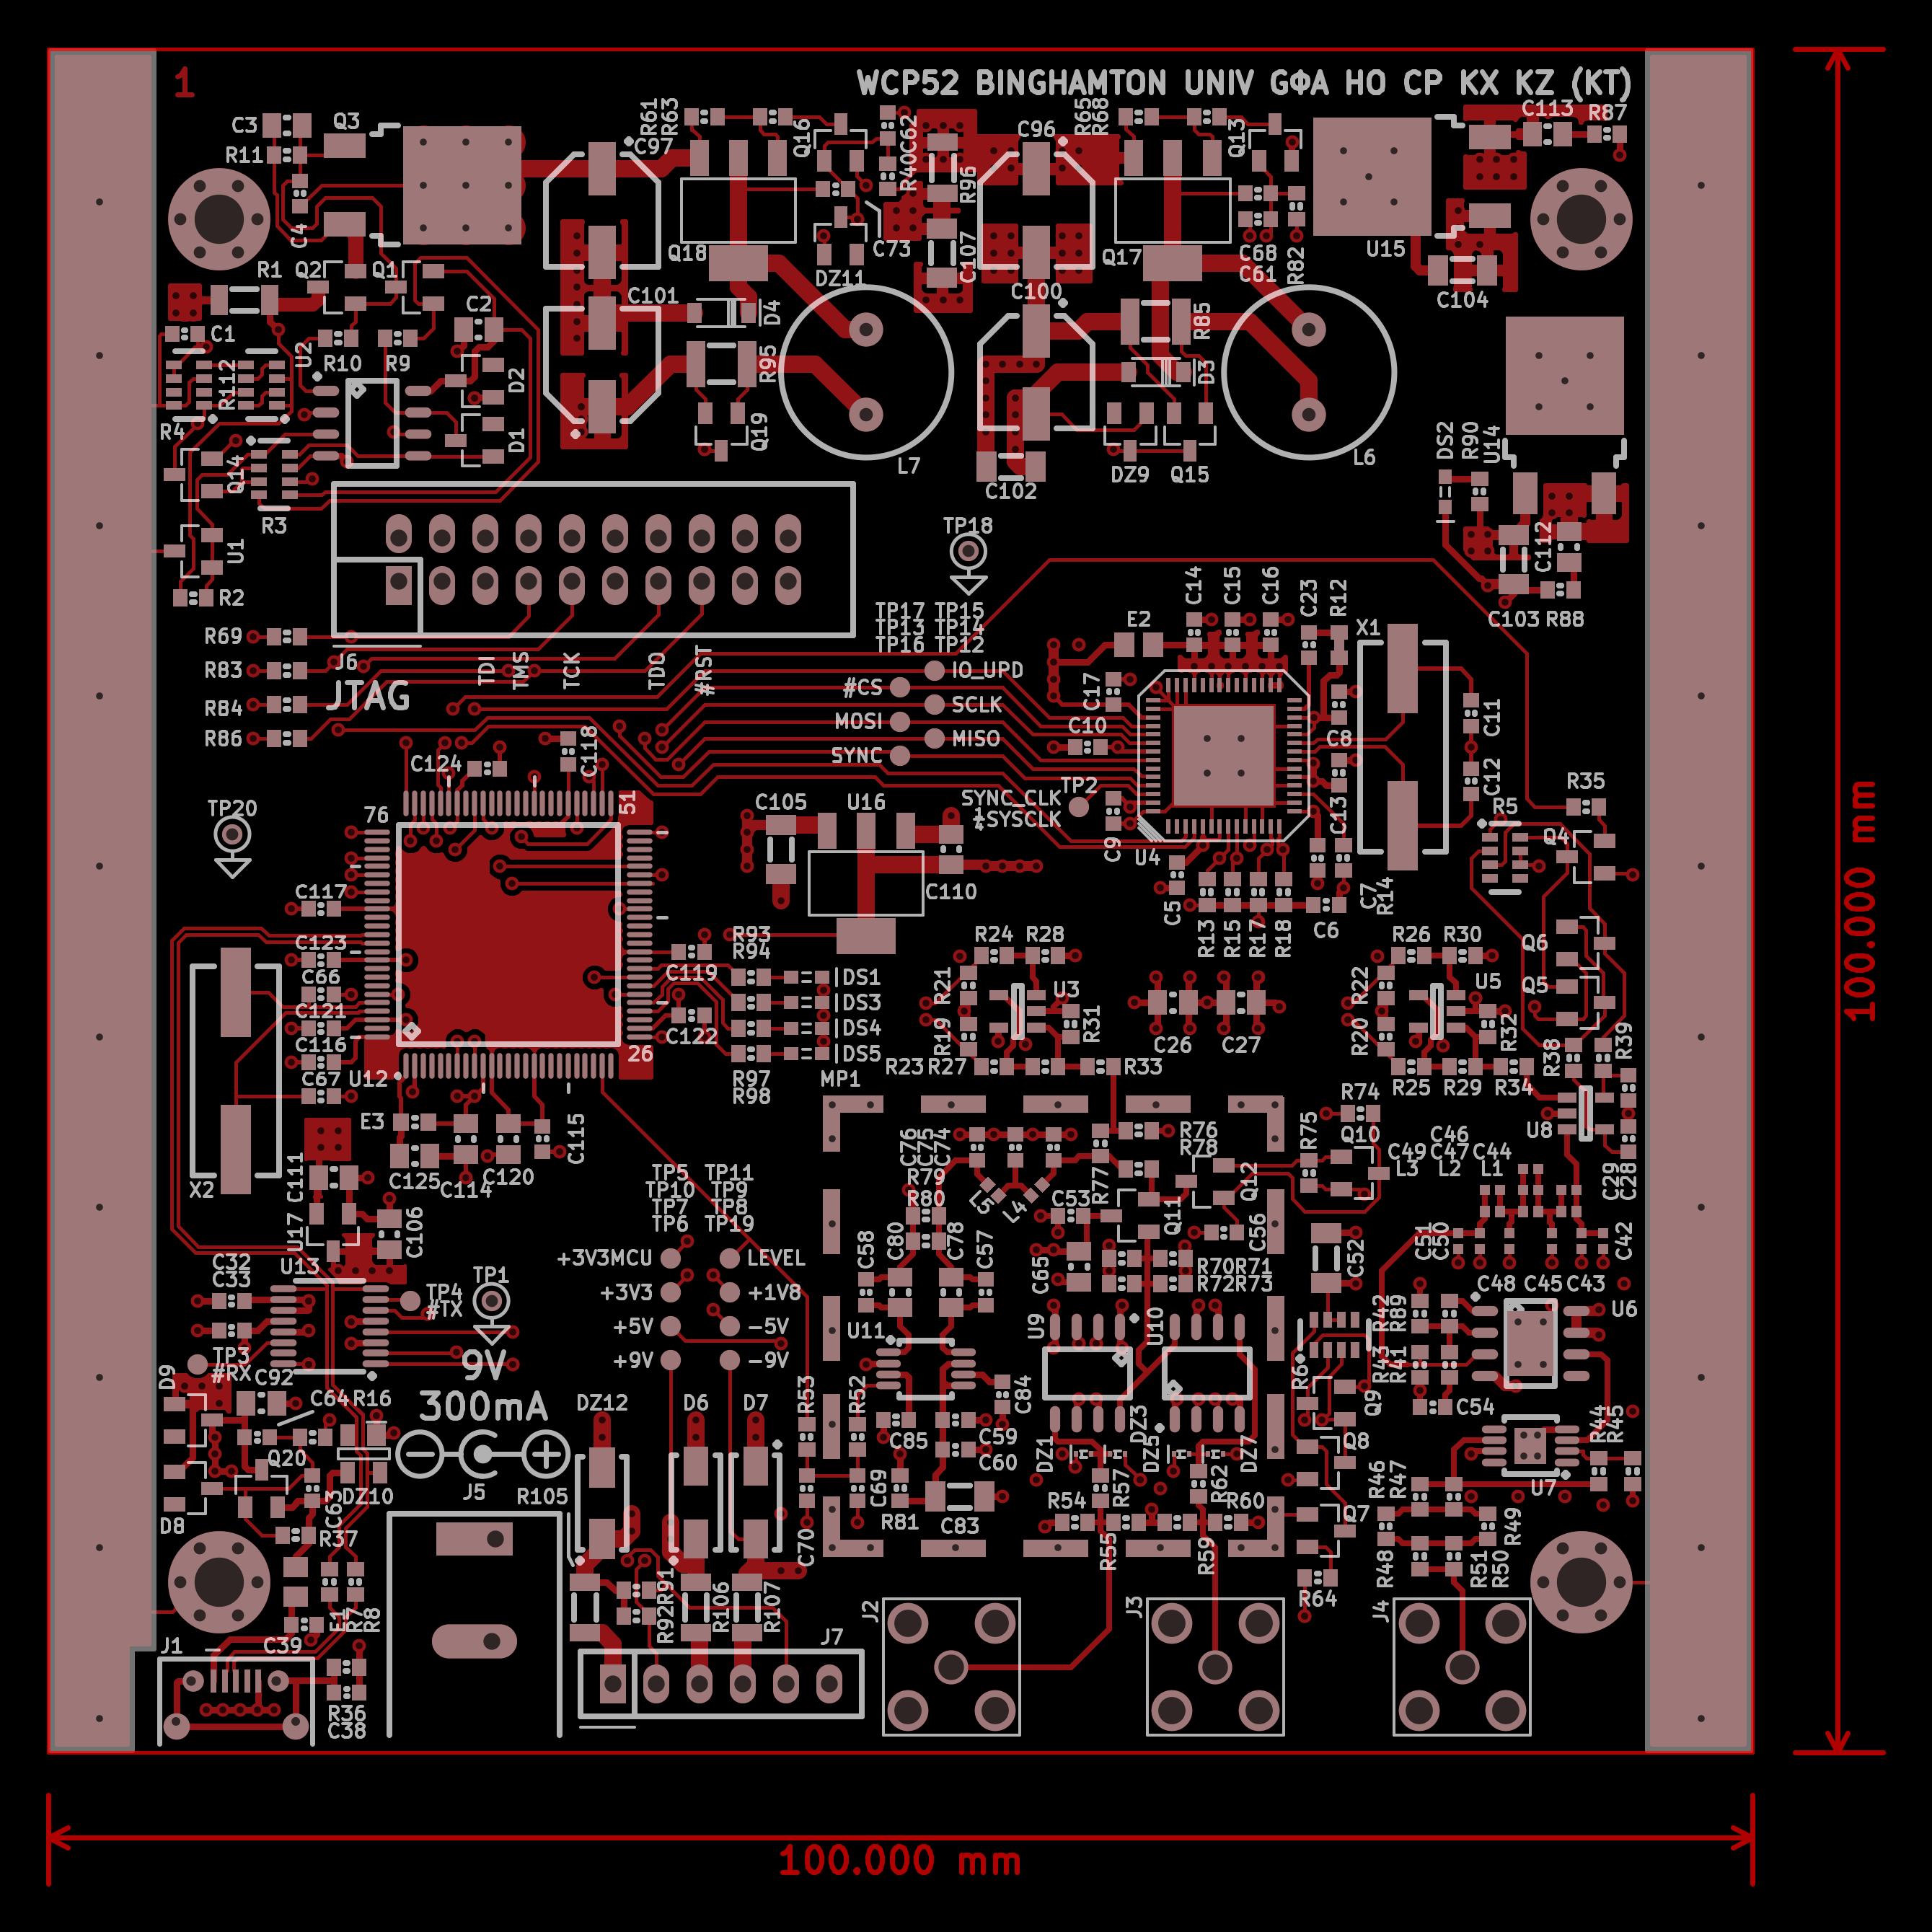 1
WCP52 BINGHAMTON UNIV GΦA HO CP KX KZ (KT)
C3
Q3
R11
C4
C97
R61
R63
Q16
C62
R40
R96
C96
R65
R68
Q13
C113
R87
R1
Q2
Q1
Q18
DZ11
C73
C107
Q17
C68
C61
R82
U15
C104
C1
C2
C101
D4
C100
R85
R10
R9
U2
D2
R95
D3
R112
R4
D1
Q19
L7
DZ9
Q15
L6
DS2
R90
U14
Q14
R3
C102
U1
R2
TP18
C112
C103
R88
R69
R83
R84
R86
J6
JTAG
TDI
TMS
TCK
TDO
#RST
TP17 TP15
TP13 TP14
TP16 TP12
IO_UPD
#CS
SCLK
MOSI
MISO
SYNC
E2
C14
C15
C16
C23
R12
X1
C17
C10
C8
C11
C12
C13
C124
C118
TP20
76
51
C105
U16
C110
TP2
SYNC_CLK
C9
U4
C5
R13
R15
R17
R18
C6
C7
R14
R35
R5
Q4
C117
C123
C66
C121
C116
C67
U12
26
C119
C122
R93
R94
DS1
DS3
DS4
DS5
R97
R98
MP1
R24
R28
R21
U3
R19
R31
R23
R27
R33
C26
C27
R26
R30
R22
U5
R20
R32
R25
R29
R34
Q6
Q5
R38
R39
X2
E3
C111
C125
C114
C120
C115
U17
C106
TP5 TP11
TP10 TP9
TP7 TP8
TP6 TP19
+3V3MCU
LEVEL
+3V3
+1V8
+5V
-5V
+9V
-9V
C76
C75
C74
R79
R80
L5
L4
R77
R76
R78
C53
Q11
Q12
C56
R75
R74
Q10
C49
C46
C47
C44
L3
L2
L1
U8
C29
C28
C58
C80
C78
C57
C65
R70
R71
R72
R73
C52
C51
C50
C42
C48
C45
C43
U6
C32
C33
U13
TP4
#TX
TP1
TP3
#RX
9V
300mA
D9
C92
C64
R16
Q20
DZ10
C63
D8
R37
J5
R105
DZ12
D6
D7
R53
R52
U11
U9
U10
C84
C85
C59
C60
C69
R81
C83
C70
DZ1
DZ3
DZ5
DZ7
R57
R62
R54
R60
R55
R59
R6
Q9
Q8
Q7
R64
R42
R89
R43
R41
C54
R44
R45
U7
R46
R47
R48
R49
R51
R50
E1
R7
R8
J1
C39
R36
C38
R92
R91
R106
R107
J7
J2
J3
J4
100.000 mm
100.000 mm